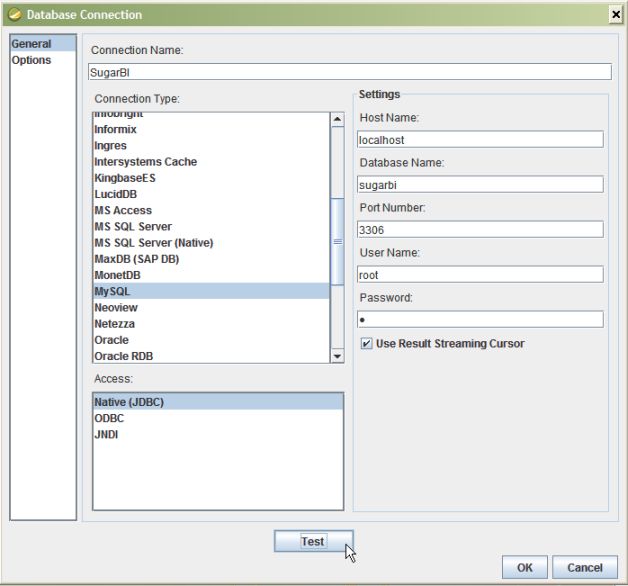 Database Connection
General
Options
Connection Name:
SugarBI
Connection Type:
Infobright
Informix
Ingres
Intersystems Cache
KingbaseES
LucidDB
MS Access
MS SQL Server
MS SQL Server (Native)
MaxDB (SAP DB)
MonetDB
MySQL
Neoview
Netezza
Oracle
Oracle RDB
Access:
Native (JDBC)
ODBC
JNDI
Settings
Host Name:
localhost
Database Name:
sugarbi
Port Number:
3306
User Name:
root
Password:
•
Use Result Streaming Cursor
Test
OK
Cancel